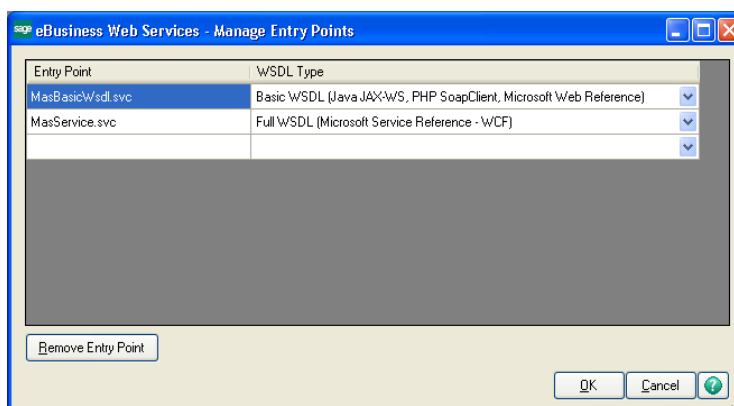 sage eBusiness Web Services - Manage Entry Points
Entry Point WSDL Type
MasBasicWsdl.svc Basic WSDL (Java JAX-WS, PHP SoapClient, Microsoft Web Reference)
MasService.svc Full WSDL (Microsoft Service Reference - WCF)
Remove Entry Point
OK Cancel ?